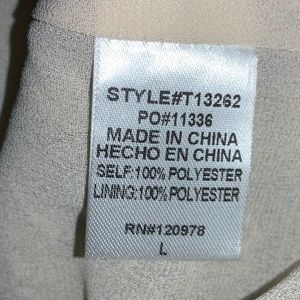 STYLE#T13262
PO#11336
MADE IN CHINA
HECHO EN CHINA
SELF:100% POLYESTER
LINING:100% POLYESTER
RN#120978
L